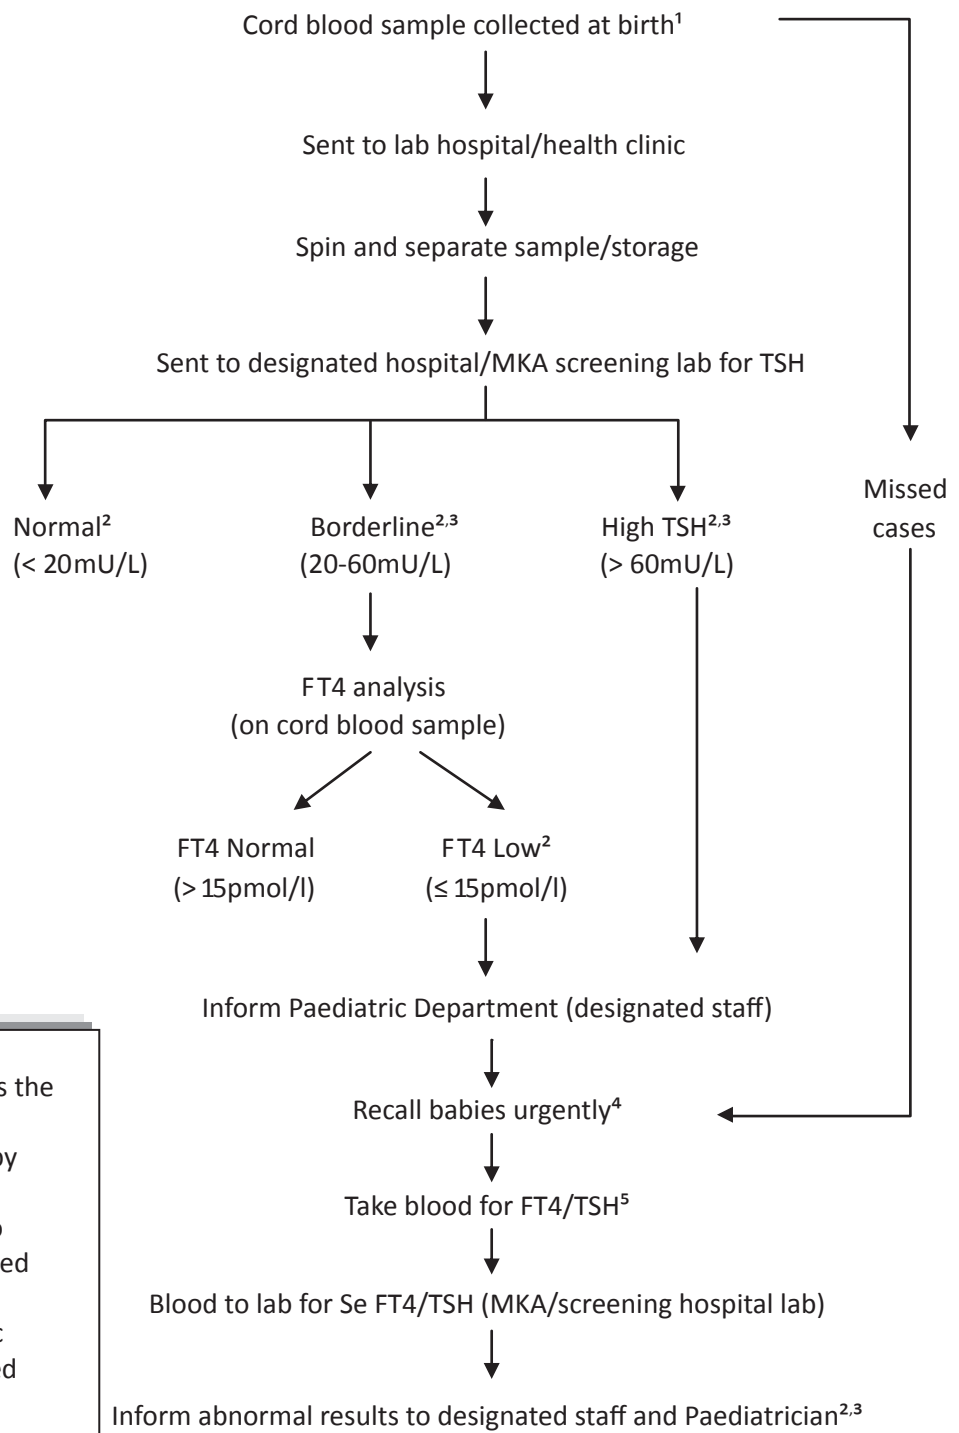 Cord blood sample collected at birth¹
Sent to lab hospital/health clinic
Spin and separate sample/storage
Sent to designated hospital/MKA screening lab for TSH
Normal²
(< 20mU/L)
Borderline²,³
(20-60mU/L)
High TSH²,³
(> 60mU/L)
Missed
cases
FT4 analysis
(on cord blood sample)
FT4 Normal
(> 15pmol/l)
FT4 Low²
(≤ 15pmol/l)
Inform Paediatric Department (designated staff)
Recall babies urgently⁴
Take blood for FT4/TSH⁵
Blood to lab for Se FT4/TSH (MKA/screening hospital lab)
Inform abnormal results to designated staff and Paediatrician²,³
the